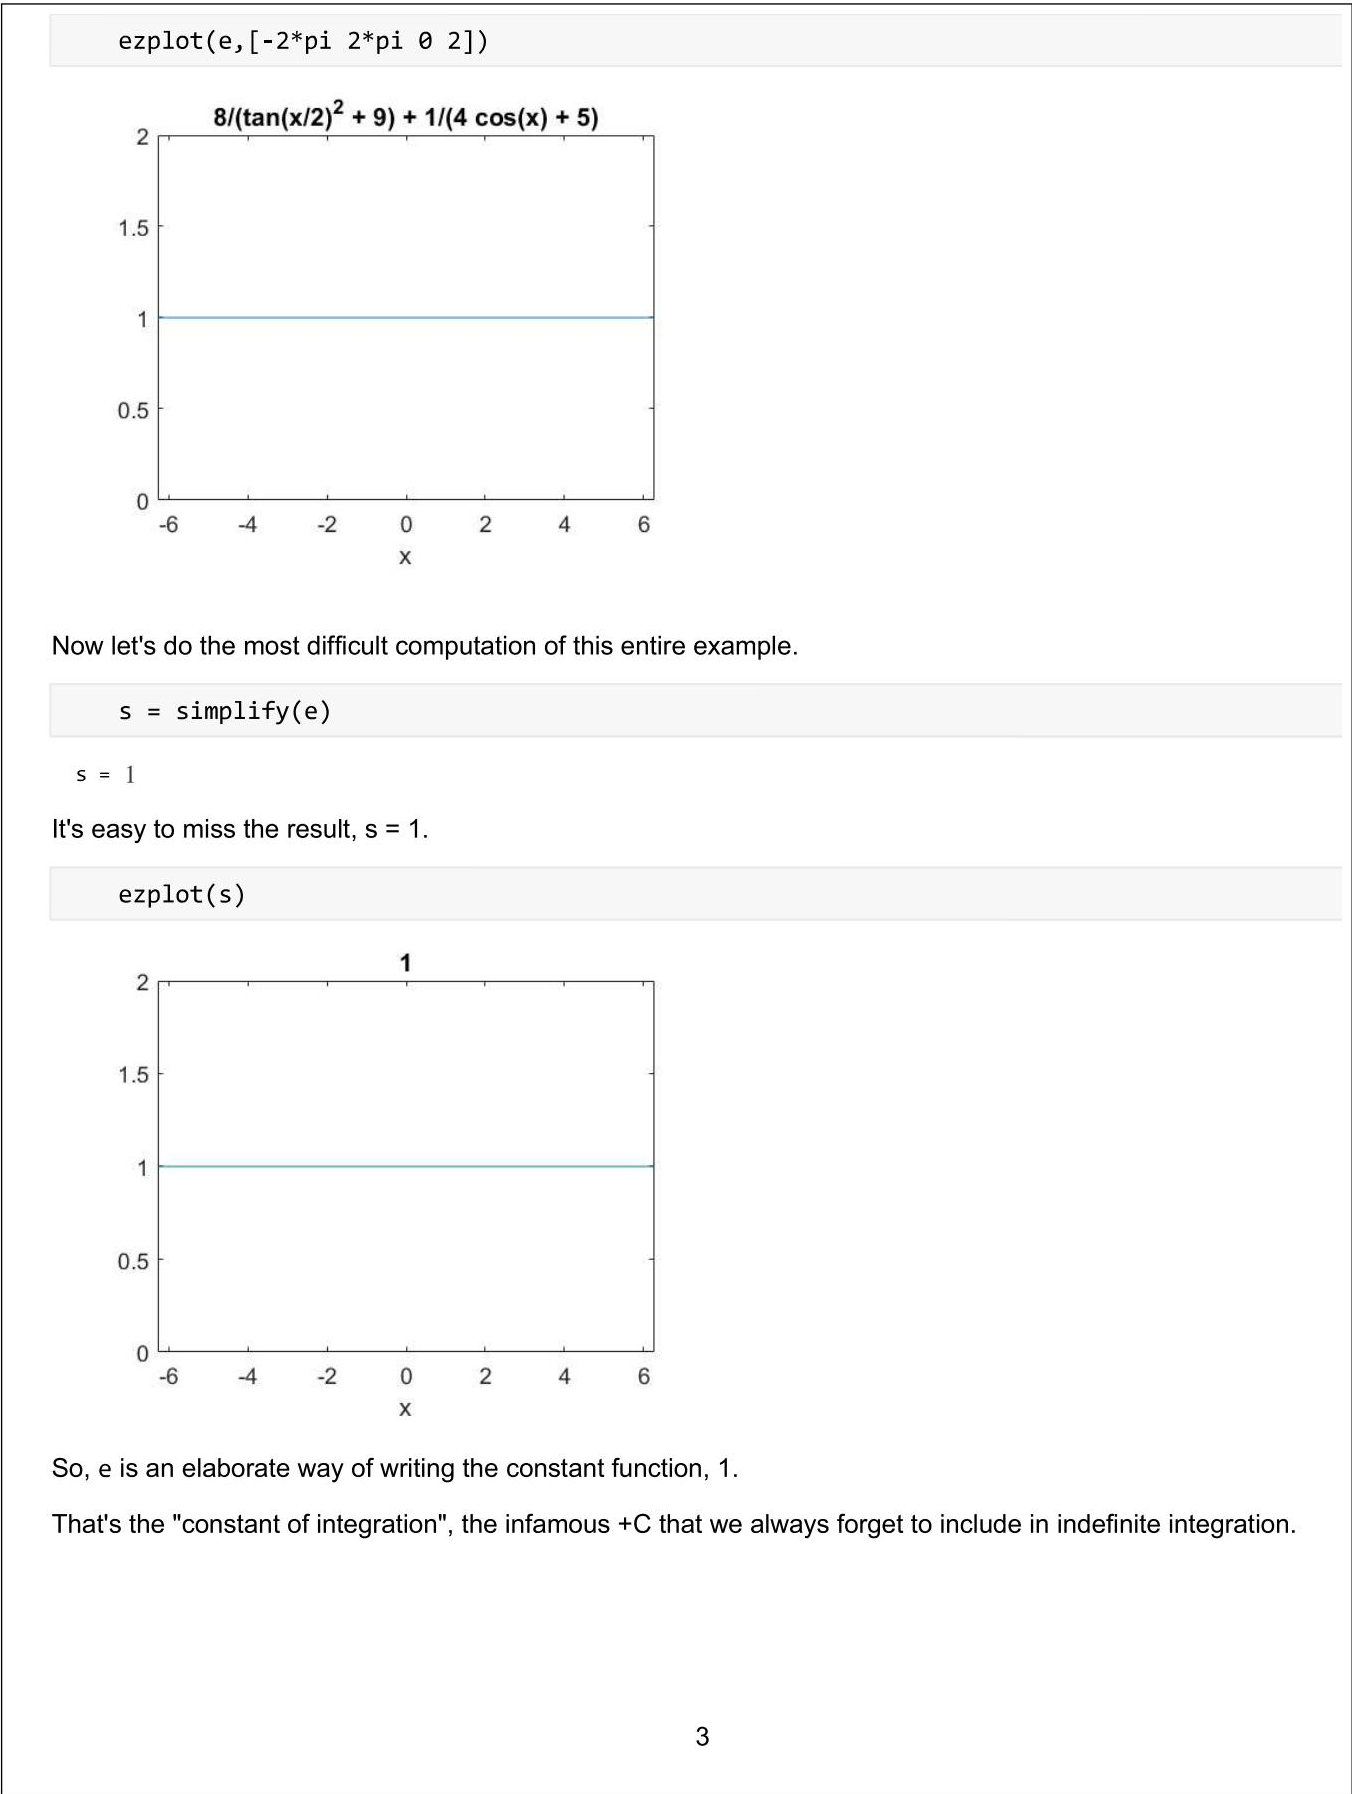 ezplot(e,[-2*pi 2*pi 0 2])
8/(tan(x/2)² + 9) + 1/(4 cos(x) + 5)
2
1.5
1
0.5
0
-6 -4 -2 0 2 4 6
x
Now let's do the most difficult computation of this entire example.
s = simplify(e)
s = 1
It's easy to miss the result, s = 1.
ezplot(s)
1
2
1.5
1
0.5
0
-6 -4 -2 0 2 4 6
x
So, e is an elaborate way of writing the constant function, 1.
That's the "constant of integration", the infamous +C that we always forget to include in indefinite integration.
3